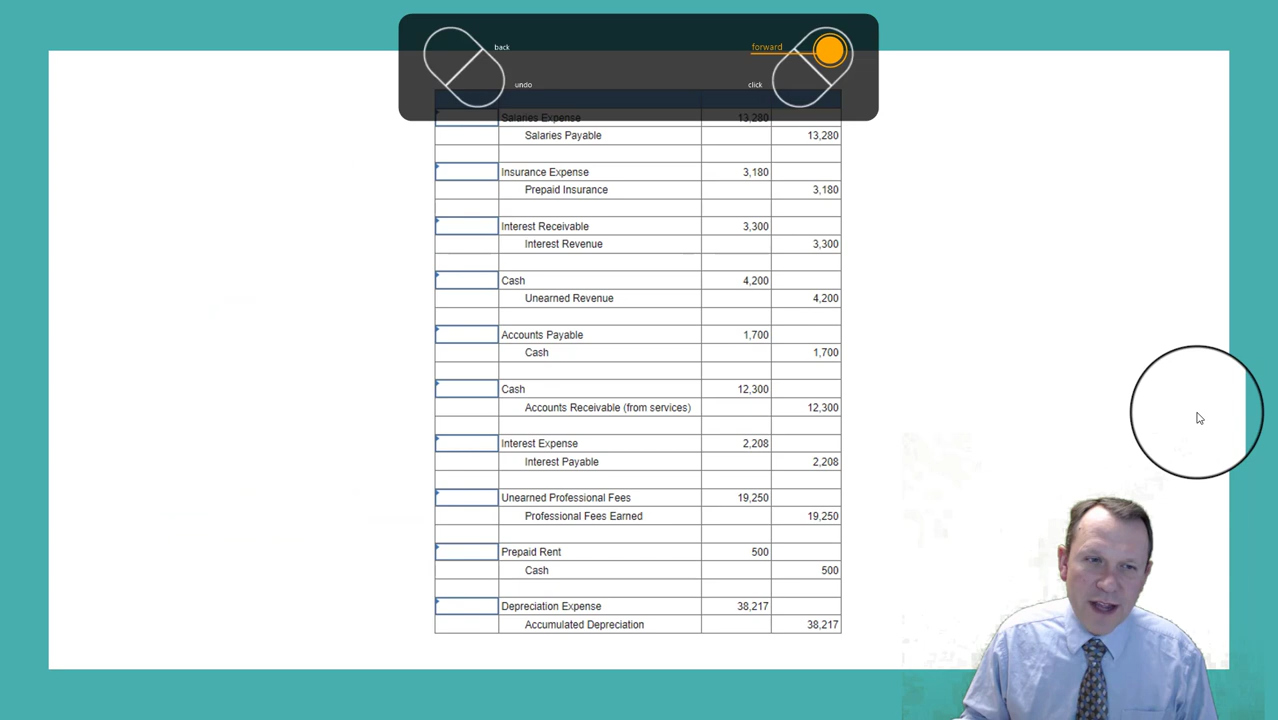 back
forward
undo
click
Salaries Expense 13,280
Salaries Payable 13,280
Insurance Expense 3,180
Prepaid Insurance 3,180
Interest Receivable 3,300
Interest Revenue 3,300
Cash 4,200
Unearned Revenue 4,200
Accounts Payable 1,700
Cash 1,700
Cash 12,300
Accounts Receivable (from services) 12,300
Interest Expense 2,208
Interest Payable 2,208
Unearned Professional Fees 19,250
Professional Fees Earned 19,250
Prepaid Rent 500
Cash 500
Depreciation Expense 38,217
Accumulated Depreciation 38,217